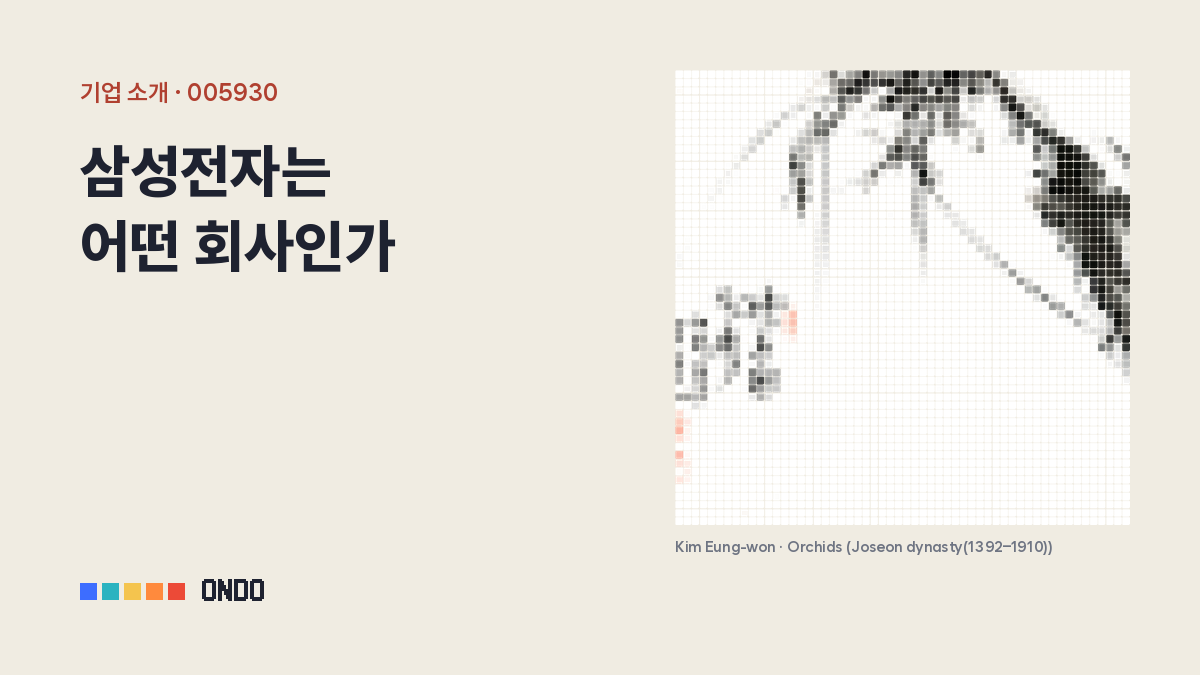 기업 소개 · 005930
삼성전자는
어떤 회사인가
Kim Eung-won · Orchids (Joseon dynasty(1392–1910))
ONDO